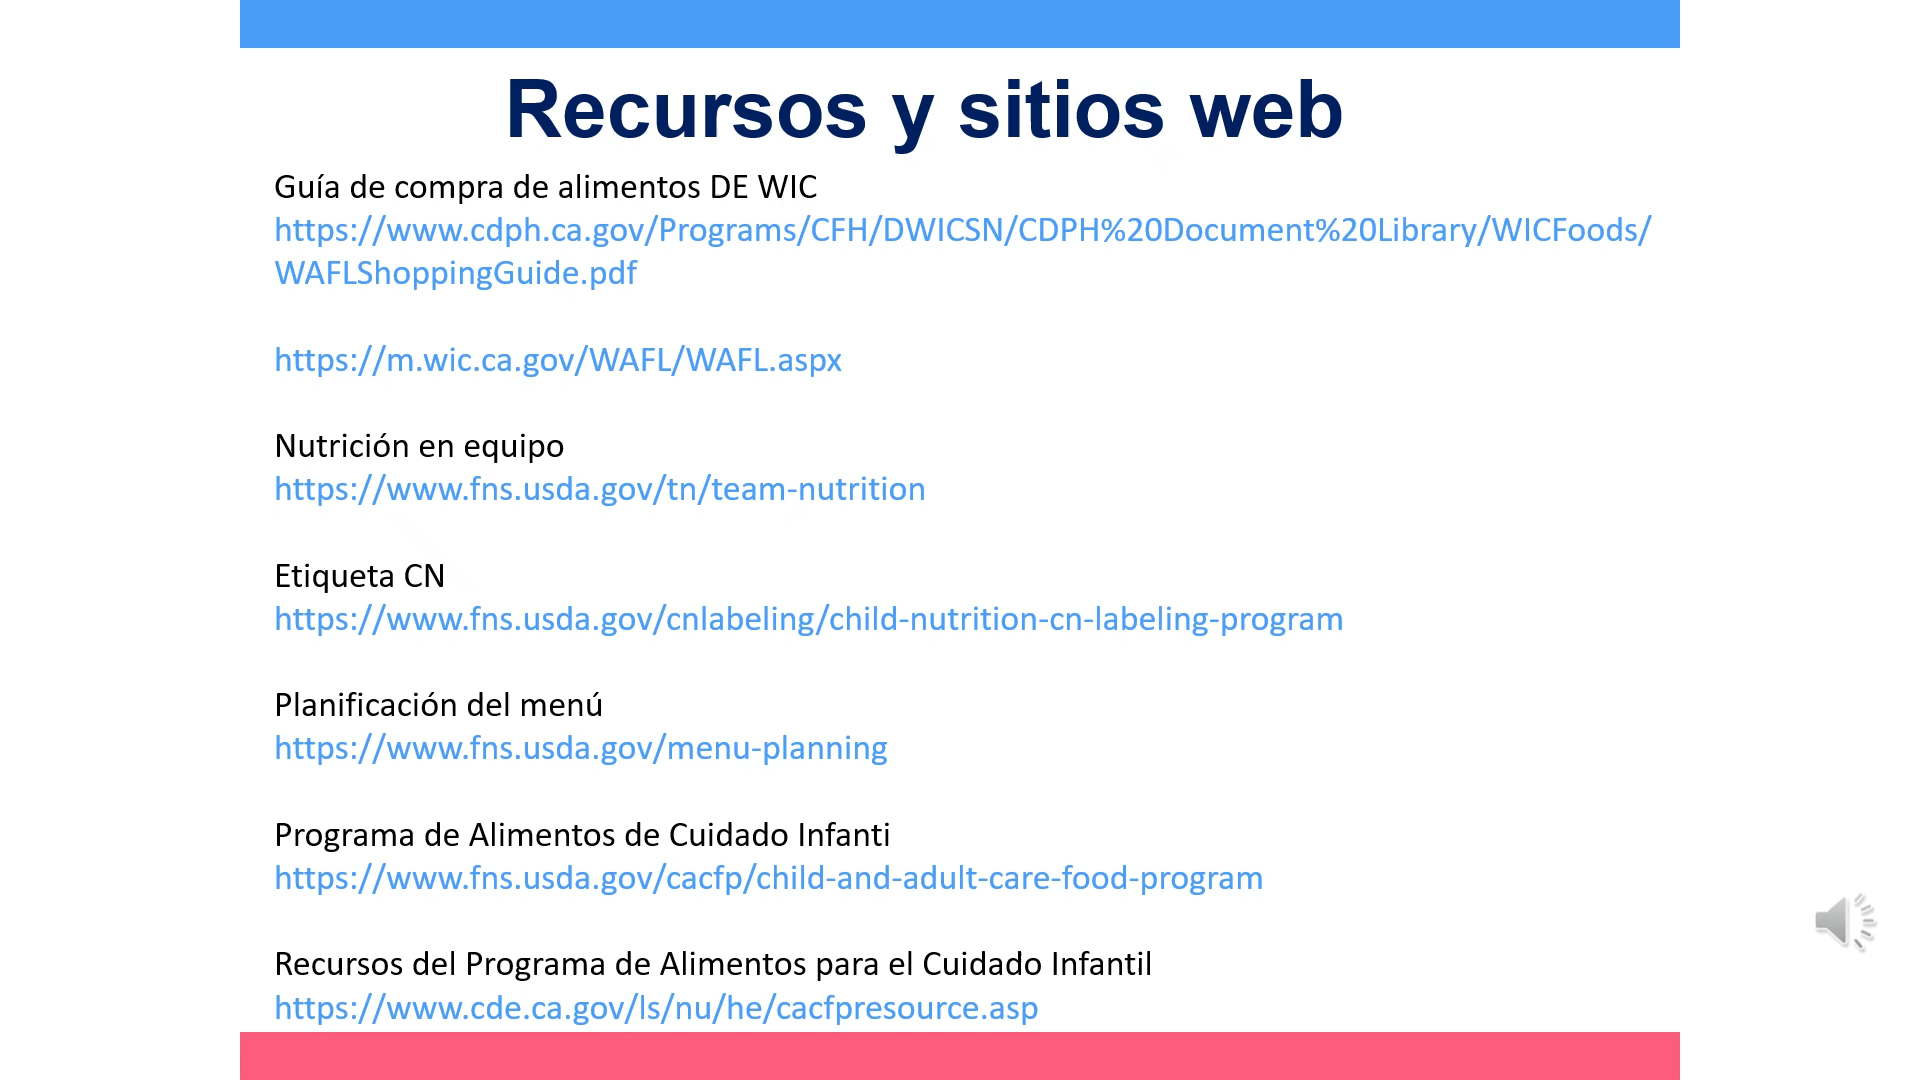 Recursos y sitios web
Guía de compra de alimentos DE WIC
https://www.cdph.ca.gov/Programs/CFH/DWICSN/CDPH%20Document%20Library/WICFoods/
WAFLShoppingGuide.pdf
https://m.wic.ca.gov/WAFL/WAFL.aspx
Nutrición en equipo
https://www.fns.usda.gov/tn/team-nutrition
Etiqueta CN
https://www.fns.usda.gov/cnlabeling/child-nutrition-cn-labeling-program
Planificación del menú
https://www.fns.usda.gov/menu-planning
Programa de Alimentos de Cuidado Infanti
https://www.fns.usda.gov/cacfp/child-and-adult-care-food-program
Recursos del Programa de Alimentos para el Cuidado Infantil
https://www.cde.ca.gov/ls/nu/he/cacfpresource.asp